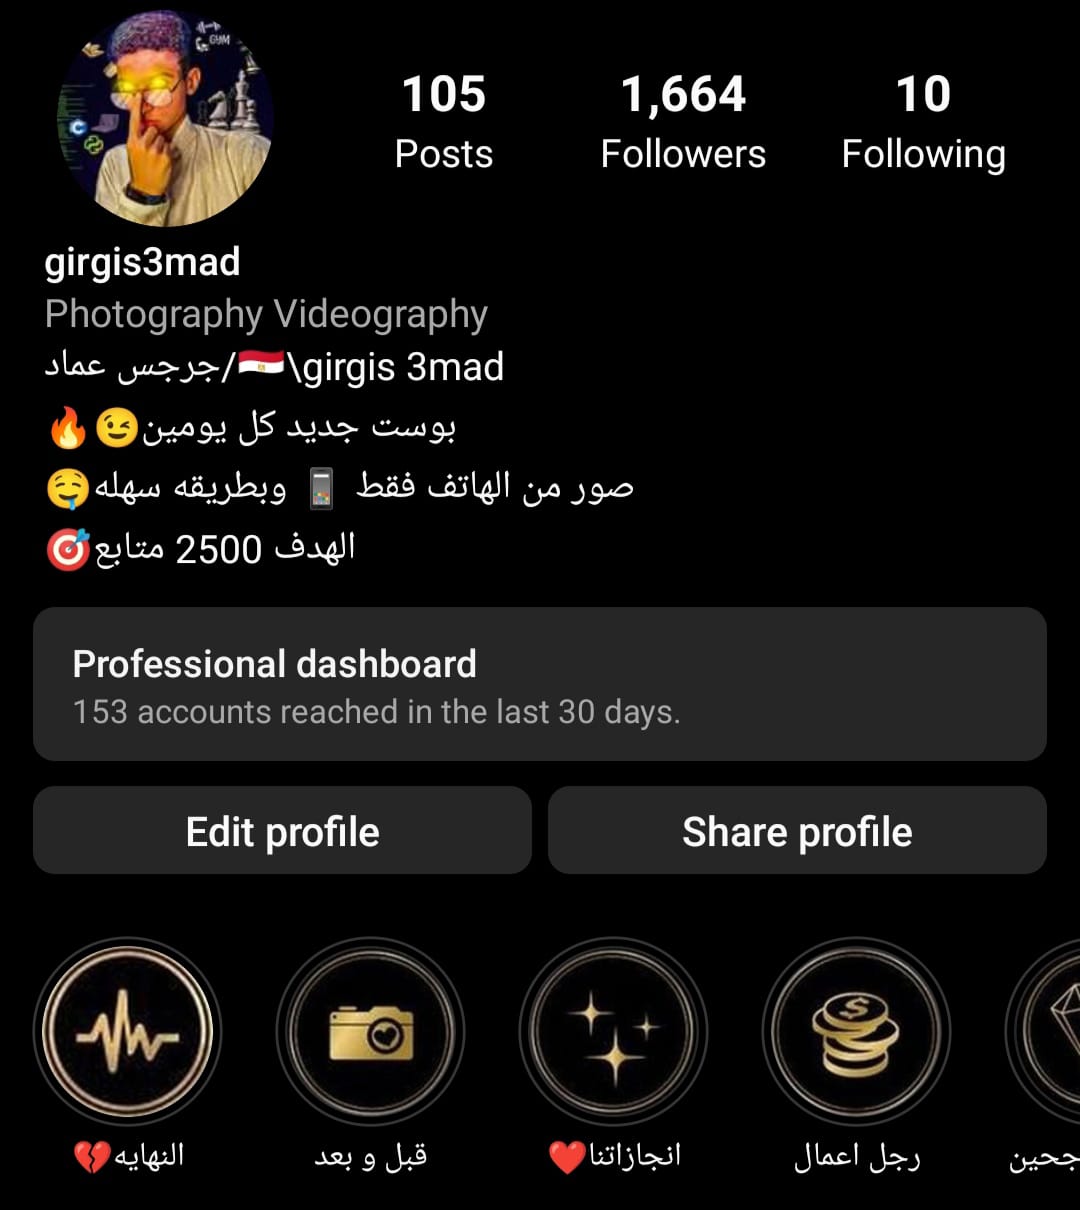 GYM
105
Posts
1,664
Followers
10
Following
girgis3mad
Photography Videography
جرجس عماد/🇪🇬\girgis 3mad
بوست جديد كل يومين😉🔥
صور من الهاتف فقط 📱 وبطريقه سهله🤤
الهدف 2500 متابع🎯
Professional dashboard
153 accounts reached in the last 30 days.
Edit profile
Share profile
النهايه💔
قبل و بعد
انجازاتنا❤️
رجل اعمال